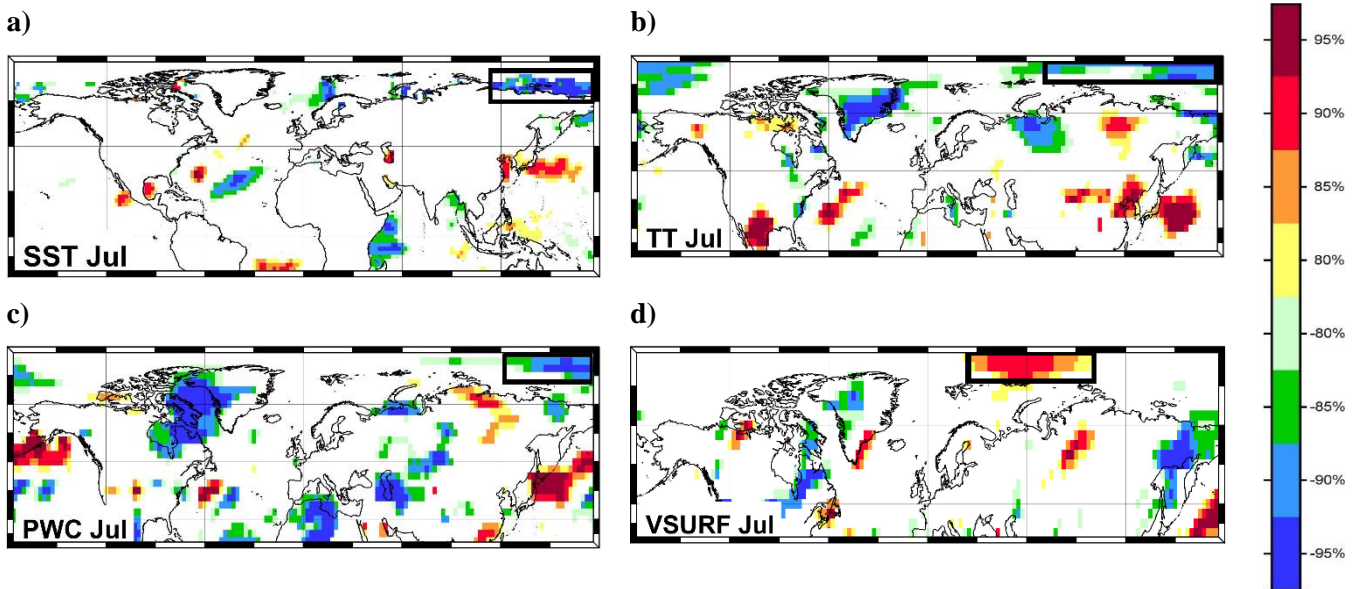 a)
SST Jul
b)
TT Jul
c)
PWC Jul
d)
VSURF Jul
95%
90%
85%
80%
-80%
-85%
-90%
-95%